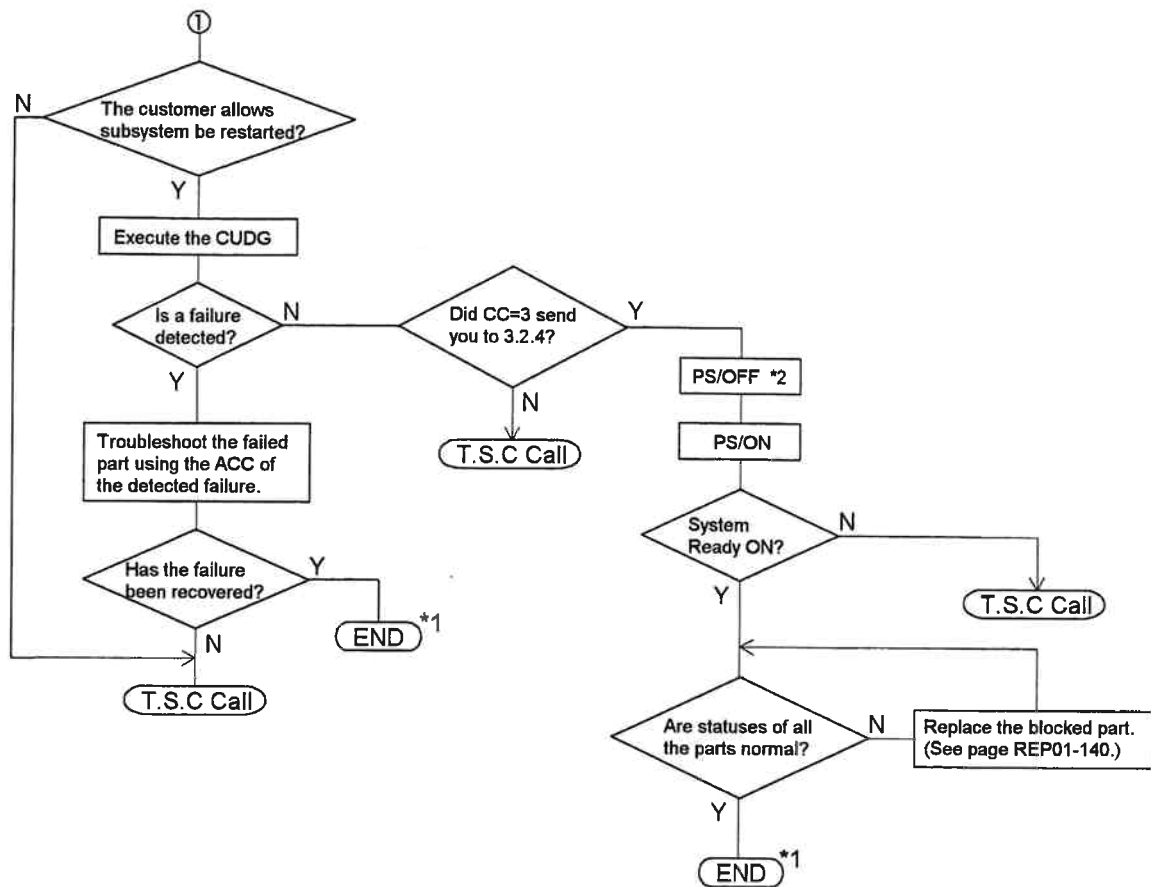 ①
N
The customer allows
subsystem be restarted?
Y
Execute the CUDG
Is a failure
detected?
N
Y
Did CC=3 send
you to 3.2.4?
Y
N
T.S.C Call
PS/OFF *2
PS/ON
Troubleshoot the failed
part using the ACC of
the detected failure.
System
Ready ON?
N
Y
T.S.C Call
Has the failure
been recovered?
Y
END *1
N
T.S.C Call
Are statuses of all
the parts normal?
N
Replace the blocked part.
(See page REP01-140.)
Y
END *1